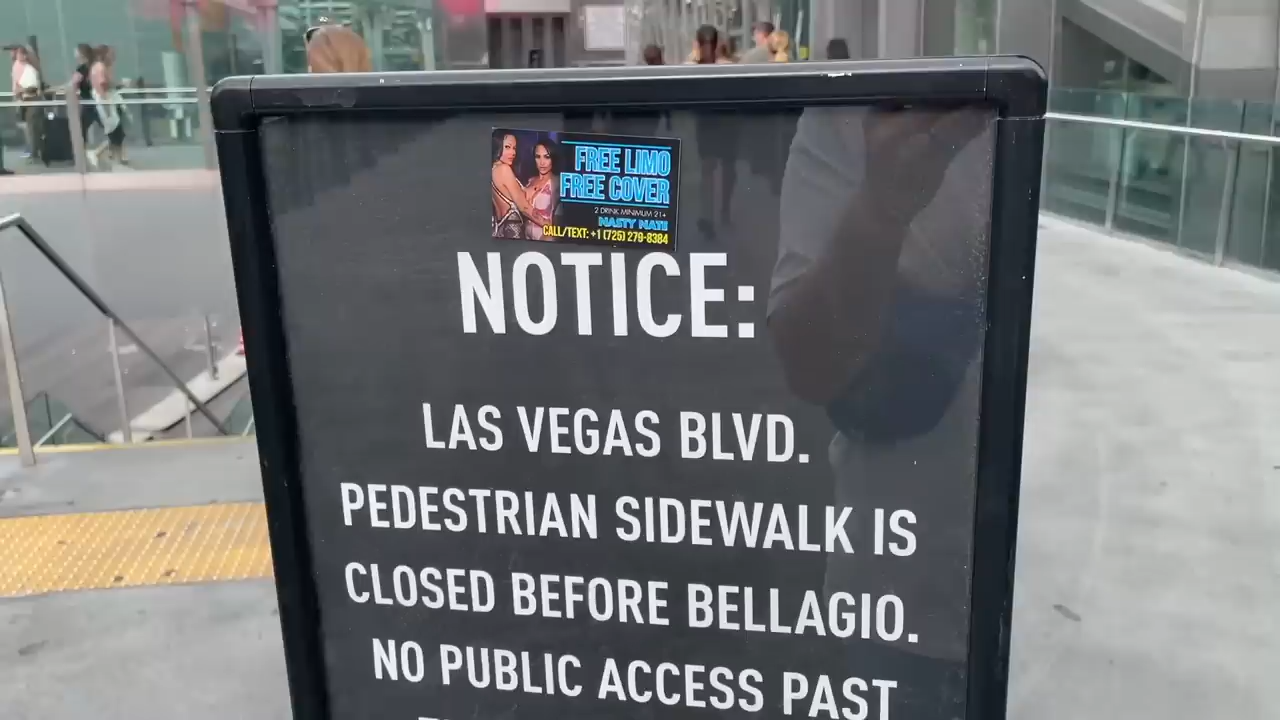 FREE LIMO
FREE COVER
2 DRINK MINIMUM 21+
NASTY NATI
CALL/TEXT: +1 (725) 279-8384
NOTICE:
LAS VEGAS BLVD.
PEDESTRIAN SIDEWALK IS
CLOSED BEFORE BELLAGIO.
NO PUBLIC ACCESS PAST